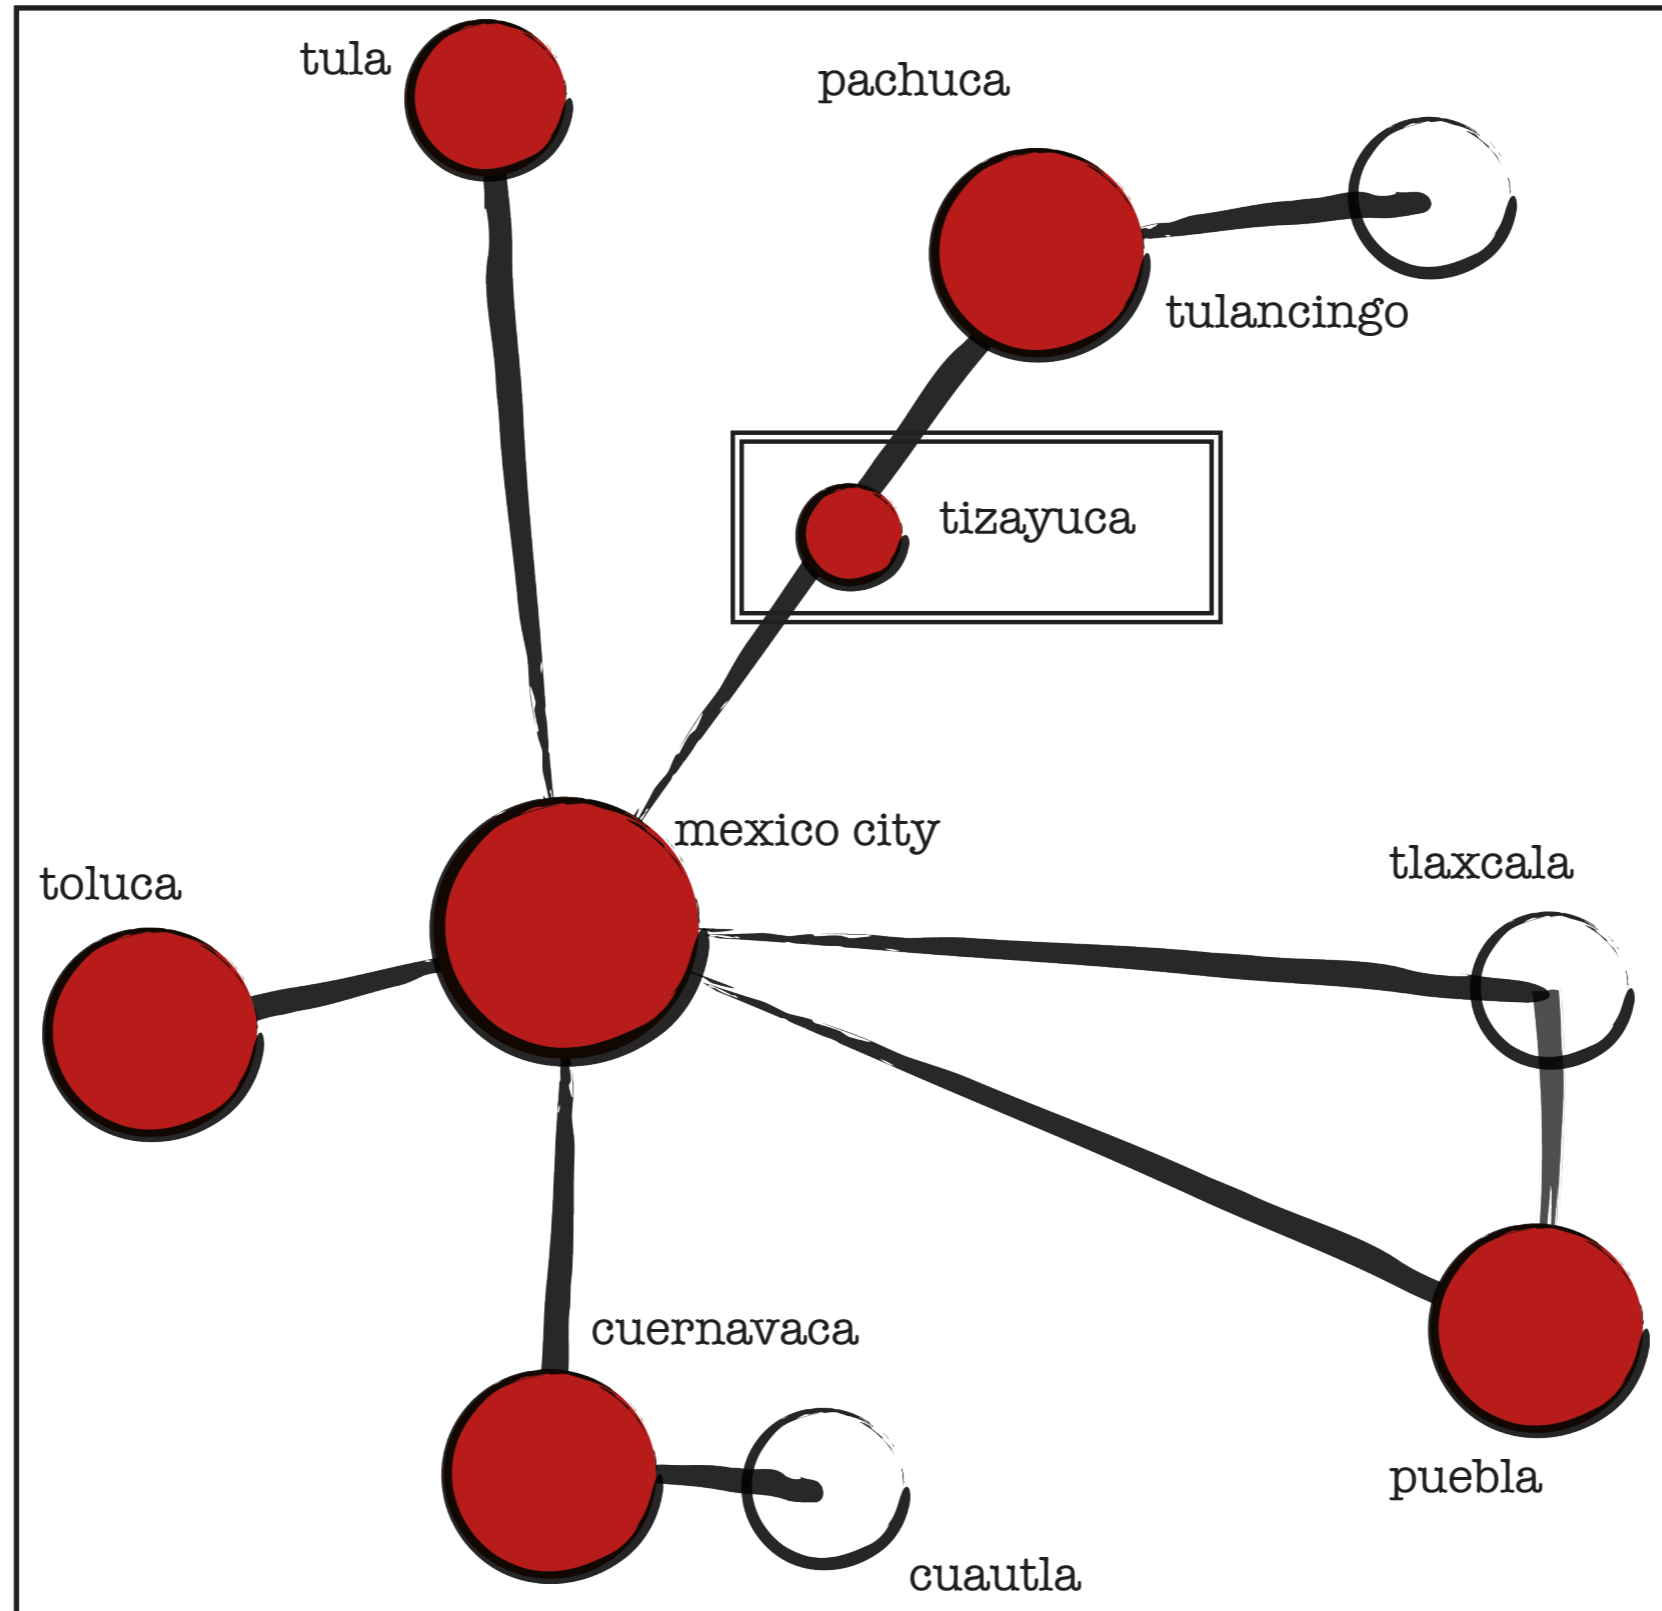 tula
pachuca
tulancingo
tizayuca
mexico city
tlaxcala
toluca
cuernavaca
puebla
cuautla